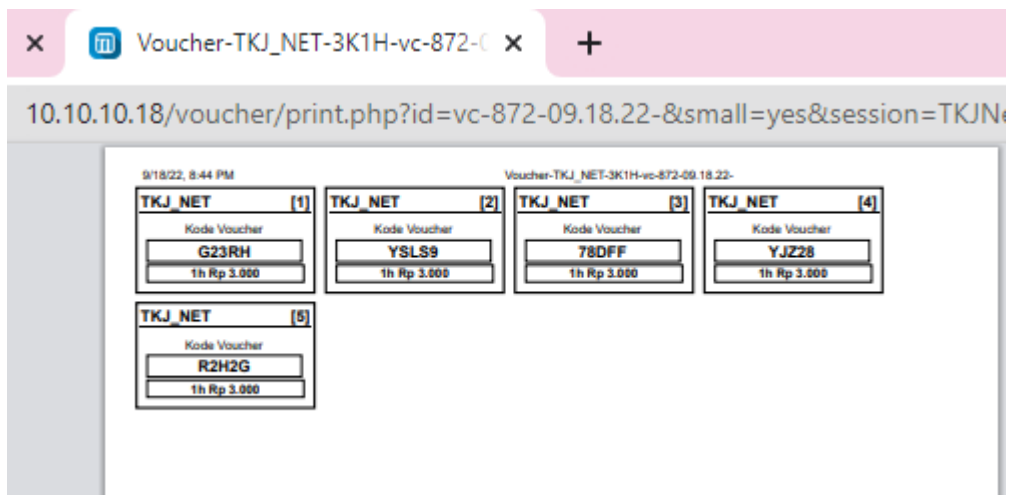 Voucher-TKJ_NET-3K1H-vc-872-
10.10.10.18/voucher/print.php?id=vc-872-09.18.22-&small=yes&session=TKJN
9/18/22, 8:44 PM Voucher-TKJ_NET-3K1H-vc-872-09.18.22-
TKJ_NET [1]
Kode Voucher
G23RH
1h Rp 3.000
TKJ_NET [2]
Kode Voucher
YSLS9
1h Rp 3.000
TKJ_NET [3]
Kode Voucher
78DFF
1h Rp 3.000
TKJ_NET [4]
Kode Voucher
YJZ28
1h Rp 3.000
TKJ_NET [5]
Kode Voucher
R2H2G
1h Rp 3.000